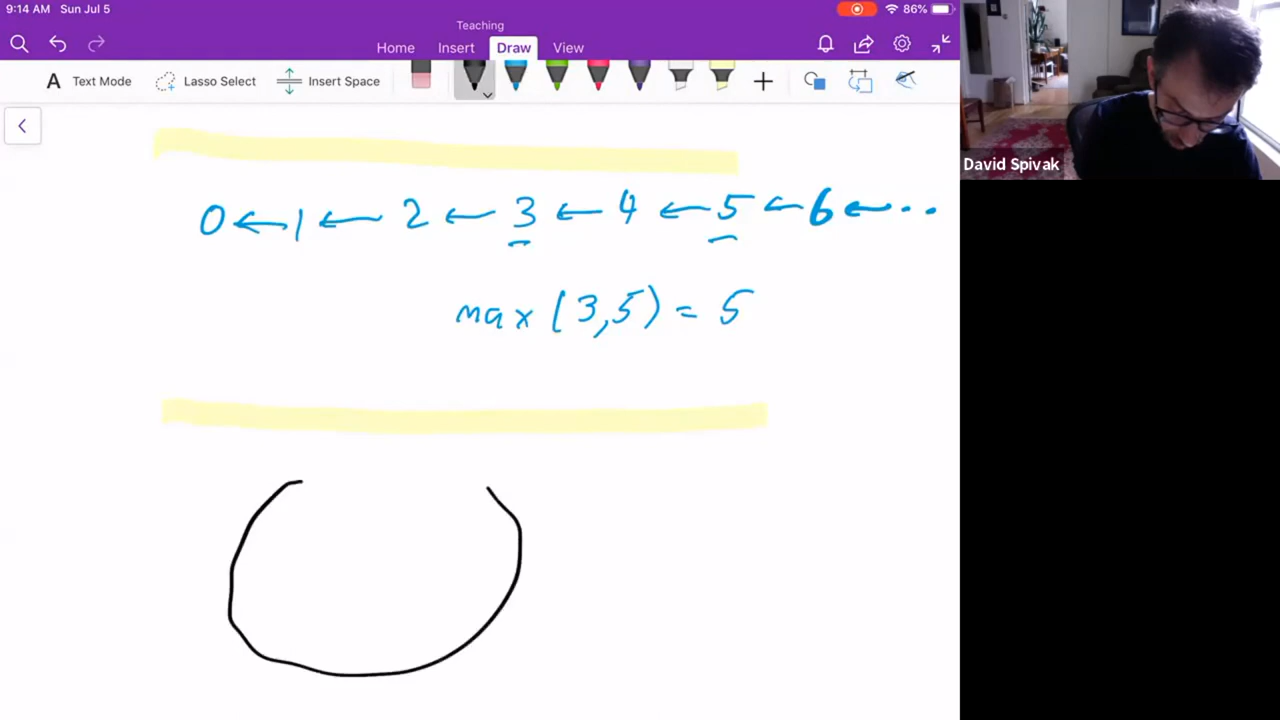 9:14 AM Sun Jul 5
86%
Teaching
Home Insert Draw View
A Text Mode Lasso Select Insert Space
David Spivak
0 ← 1 ← 2 ← 3 ← 4 ← 5 ← 6 ← ..
max (3,5) = 5